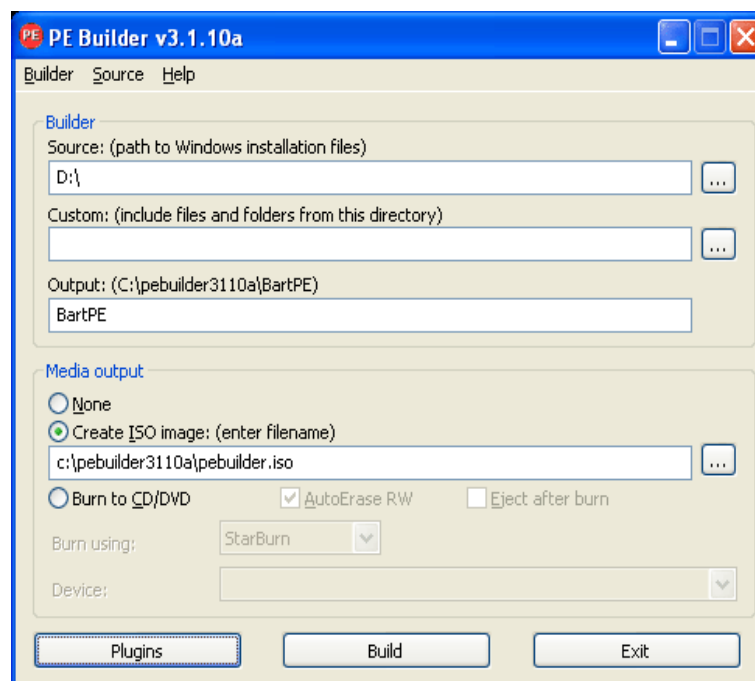 PE PE Builder v3.1.10a
Builder Source Help
Builder
Source: (path to Windows installation files)
D:\
...
Custom: (include files and folders from this directory)
...
Output: (C:\pebuilder3110a\BartPE)
BartPE
Media output
None
Create ISO image: (enter filename)
c:\pebuilder3110a\pebuilder.iso
...
Burn to CD/DVD AutoErase RW Eject after burn
Burn using: StarBurn
Device:
Plugins Build Exit